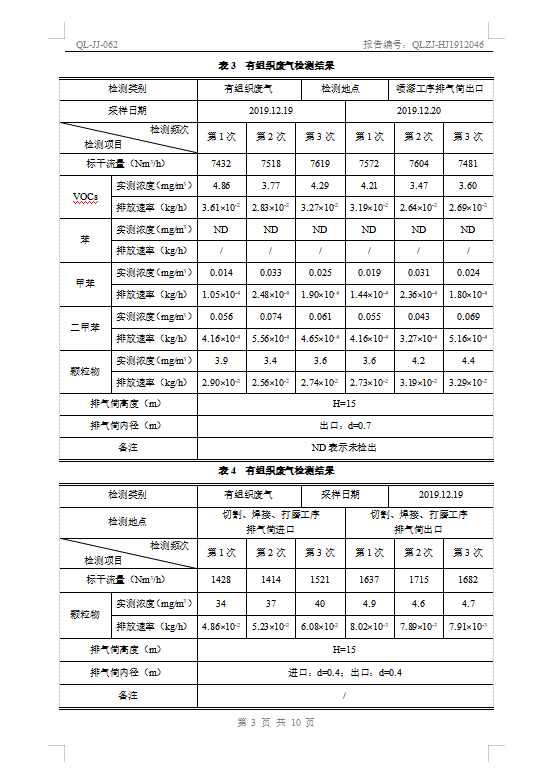 QL-JJ-062 报告编号：QLZJ-HJ1912046
表 3 有组织废气检测结果
检测类别 有组织废气 检测地点 喷漆工序排气筒出口
采样日期 2019.12.19 2019.12.20
检测频次
检测项目 第 1 次 第 2 次 第 3 次 第 1 次 第 2 次 第 3 次
标干流量（Nm³/h） 7432 7518 7619 7572 7604 7481
VOCs 实测浓度（mg/m³） 4.86 3.77 4.29 4.21 3.47 3.60
排放速率（kg/h） 3.61×10⁻² 2.83×10⁻² 3.27×10⁻² 3.19×10⁻² 2.64×10⁻² 2.69×10⁻²
苯 实测浓度（mg/m³） ND ND ND ND ND ND
排放速率（kg/h） / / / / / /
甲苯 实测浓度（mg/m³） 0.014 0.033 0.025 0.019 0.031 0.024
排放速率（kg/h） 1.05×10⁻⁴ 2.48×10⁻⁴ 1.90×10⁻⁴ 1.44×10⁻⁴ 2.36×10⁻⁴ 1.80×10⁻⁴
二甲苯 实测浓度（mg/m³） 0.056 0.074 0.061 0.055 0.043 0.069
排放速率（kg/h） 4.16×10⁻⁴ 5.56×10⁻⁴ 4.65×10⁻⁴ 4.16×10⁻⁴ 3.27×10⁻⁴ 5.16×10⁻⁴
颗粒物 实测浓度（mg/m³） 3.9 3.4 3.6 3.6 4.2 4.4
排放速率（kg/h） 2.90×10⁻² 2.56×10⁻² 2.74×10⁻² 2.73×10⁻² 3.19×10⁻² 3.29×10⁻²
排气筒高度（m） H=15
排气筒内径（m） 出口：d=0.7
备注 ND 表示未检出
表 4 有组织废气检测结果
检测类别 有组织废气 采样日期 2019.12.19
检测地点 切割、焊接、打磨工序排气筒进口 切割、焊接、打磨工序排气筒出口
检测频次
检测项目 第 1 次 第 2 次 第 3 次 第 1 次 第 2 次 第 3 次
标干流量（Nm³/h） 1428 1414 1521 1637 1715 1682
颗粒物 实测浓度（mg/m³） 34 37 40 4.9 4.6 4.7
排放速率（kg/h） 4.86×10⁻² 5.23×10⁻² 6.08×10⁻² 8.02×10⁻³ 7.89×10⁻³ 7.91×10⁻³
排气筒高度（m） H=15
排气筒内径（m） 进口：d=0.4；出口：d=0.4
备注 /
第 3 页 共 10 页